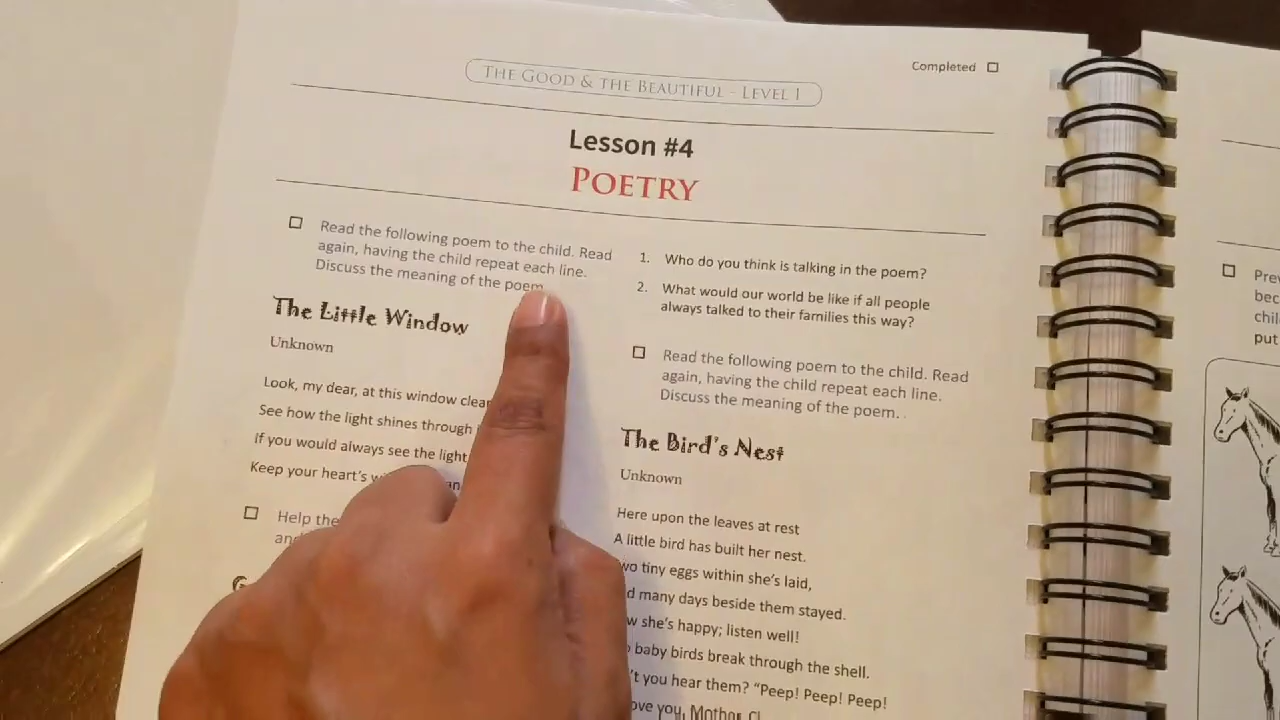 THE GOOD & THE BEAUTIFUL - LEVEL 1
Completed
Lesson #4
POETRY
Read the following poem to the child. Read
again, having the child repeat each line.
Discuss the meaning of the poem.
The Little Window
Unknown
Look, my dear, at this window clear
See how the light shines through
If you would always see the light
Keep your heart's
Help the
1. Who do you think is talking in the poem?
2. What would our world be like if all people
always talked to their families this way?
Read the following poem to the child. Read
again, having the child repeat each line.
Discuss the meaning of the poem.
The Bird's Nest
Unknown
Here upon the leaves at rest
A little bird has built her nest.
tiny eggs within she's laid,
many days beside them stayed.
she's happy; listen well!
baby birds break through the shell.
you hear them? "Peep! Peep! Peep!
you, Mother
put